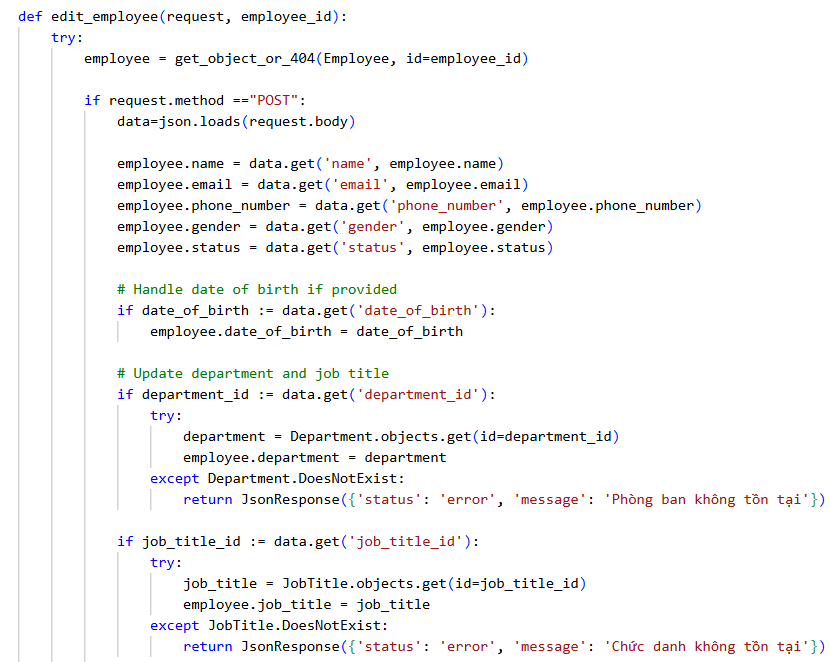 def edit_employee(request, employee_id):
    try:
        employee = get_object_or_404(Employee, id=employee_id)
        if request.method =="POST":
            data=json.loads(request.body)
            employee.name = data.get('name', employee.name)
            employee.email = data.get('email', employee.email)
            employee.phone_number = data.get('phone_number', employee.phone_number)
            employee.gender = data.get('gender', employee.gender)
            employee.status = data.get('status', employee.status)
            # Handle date of birth if provided
            if date_of_birth := data.get('date_of_birth'):
                employee.date_of_birth = date_of_birth
            # Update department and job title
            if department_id := data.get('department_id'):
                try:
                    department = Department.objects.get(id=department_id)
                    employee.department = department
                except Department.DoesNotExist:
                    return JsonResponse({'status': 'error', 'message': 'Phòng ban không tồn tại'})
            if job_title_id := data.get('job_title_id'):
                try:
                    job_title = JobTitle.objects.get(id=job_title_id)
                    employee.job_title = job_title
                except JobTitle.DoesNotExist:
                    return JsonResponse({'status': 'error', 'message': 'Chức danh không tồn tại'})